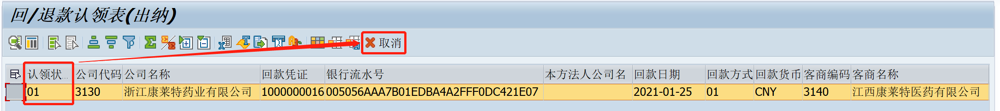 回/退款认领表(出纳)
取消
认领状... 公司代码 公司名称 回款凭证 银行流水号 本方法人公司名 回款日期 回款方式 回款货币 客商编码 客商名称
01 3130 浙江康莱特药业有限公司 1000000016 005056AAA7B01EDBA4A2FFF0DC421E07 2021-01-25 01 CNY 3140 江西康莱特医药有限公司